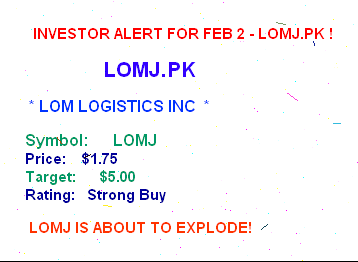 INVESTOR ALERT FOR FEB 2 - LOMJ.PK !
LOMJ.PK
* LOM LOGISTICS INC *
Symbol: LOMJ
Price: $1.75
Target: $5.00
Rating: Strong Buy
LOMJ IS ABOUT TO EXPLODE!